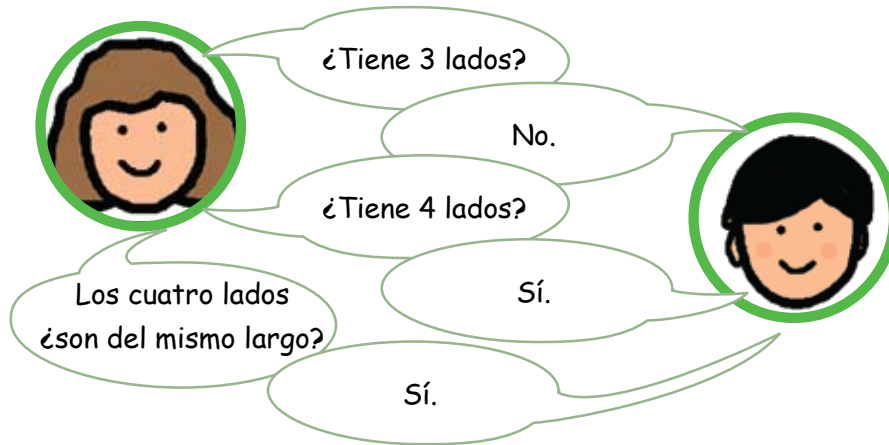 ¿Tiene 3 lados?
No.
¿Tiene 4 lados?
Sí.
Los cuatro lados
¿son del mismo largo?
Sí.